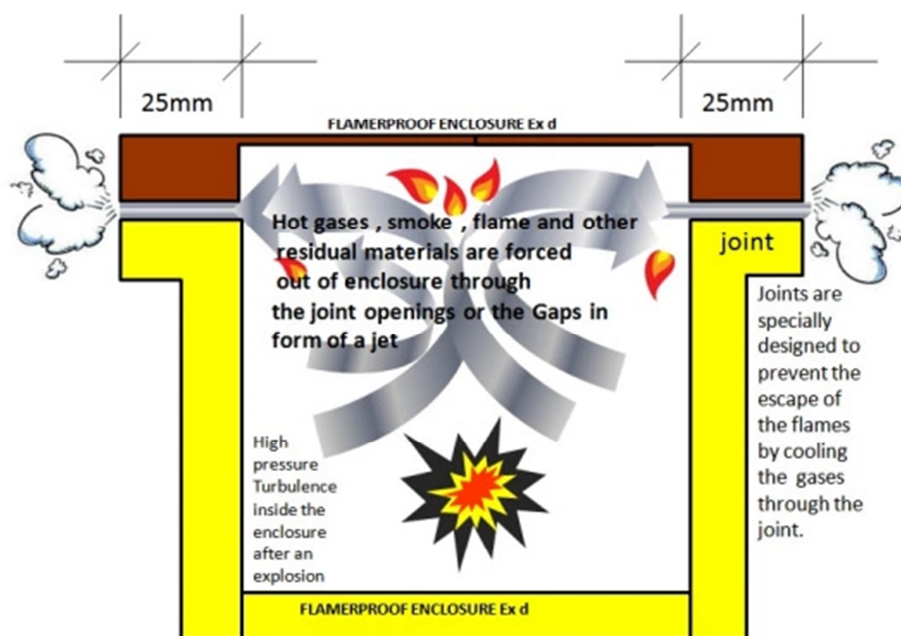 25mm
25mm
FLAMERPROOF ENCLOSURE Ex d
Hot gases , smoke , flame and other
residual materials are forced
out of enclosure through
the joint openings or the Gaps in
form of a jet
joint
Joints are
specially
designed to
prevent the
escape of
the flames
by cooling
the gases
through the
joint.
High
pressure
Turbulence
inside the
enclosure
after an
explosion
FLAMERPROOF ENCLOSURE Ex d